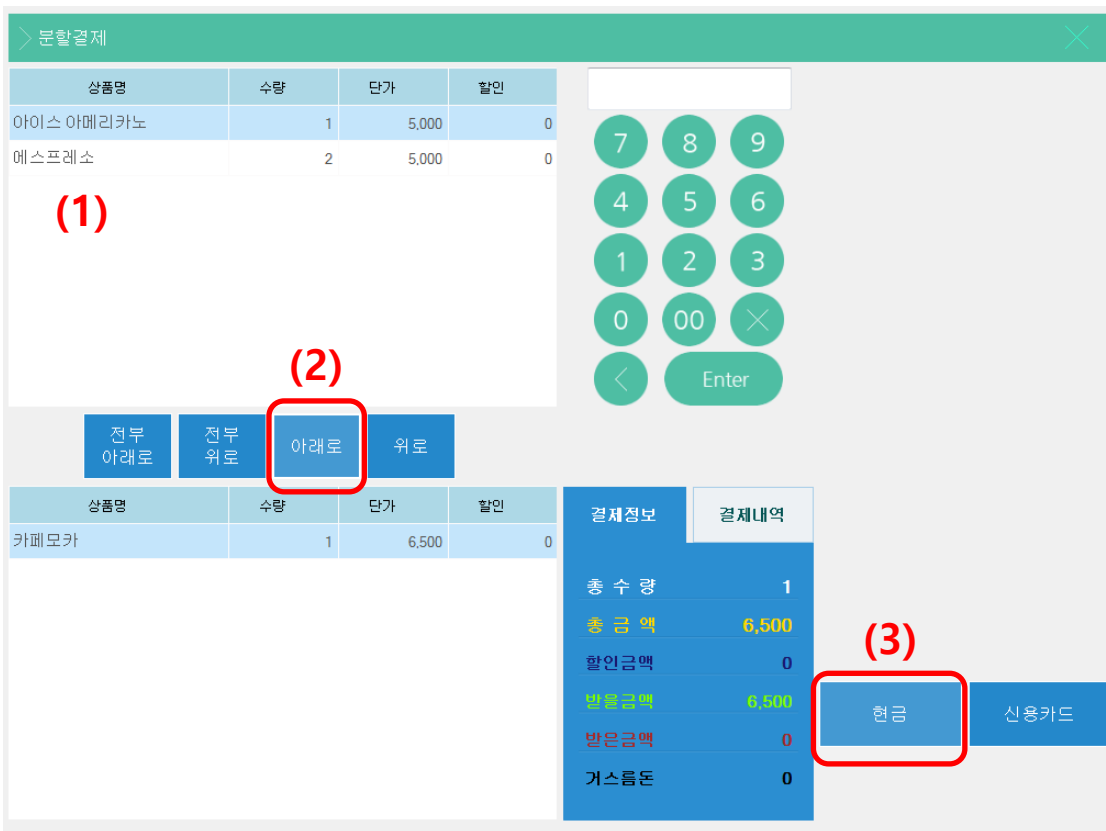 분할결제
상품명 수량 단가 할인
아이스 아메리카노 1 5,000 0
에스프레소 2 5,000 0
(1)
7 8 9
4 5 6
1 2 3
0 00
Enter
(2)
전부 아래로 전부 위로 아래로 위로
상품명 수량 단가 할인
카페모카 1 6,500 0
결제정보 결제내역
총 수 량 1
총 금 액 6,500
할인금액 0
받을금액 6,500
받은금액 0
거스름돈 0
(3)
현금 신용카드